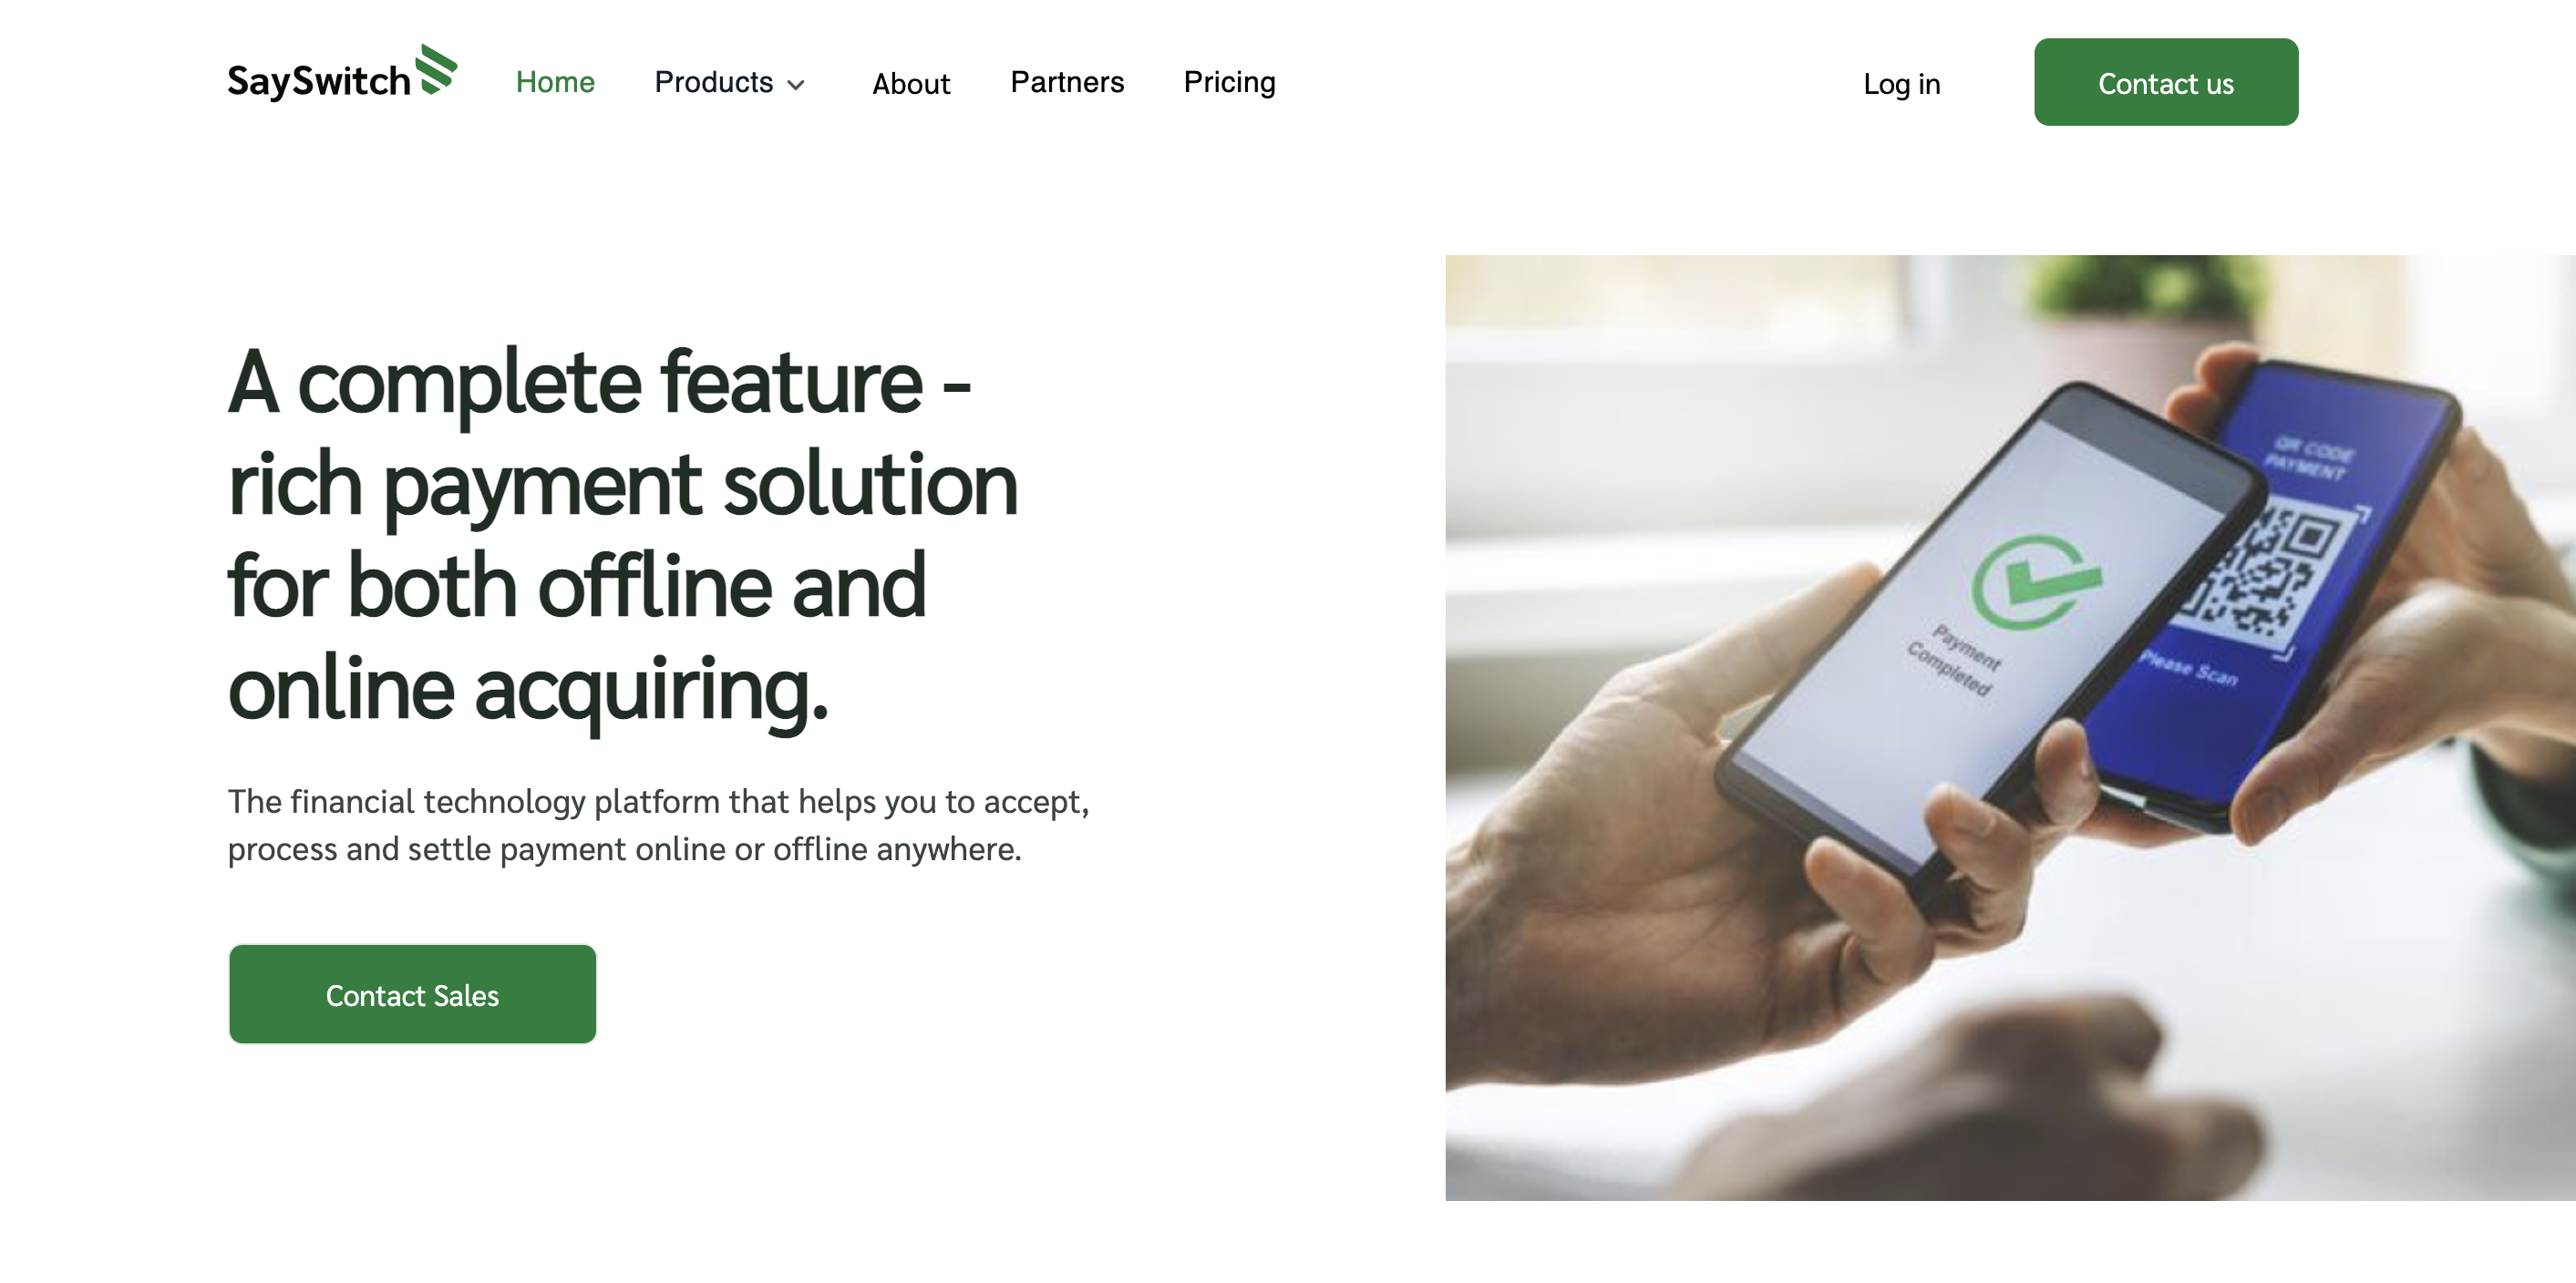 SaySwitch
Home
Products
About
Partners
Pricing
Log in
Contact us
A complete feature -
rich payment solution
for both offline and
online acquiring.
The financial technology platform that helps you to accept,
process and settle payment online or offline anywhere.
Contact Sales
Payment
Completed
QR CODE
PAYMENT
Please Scan